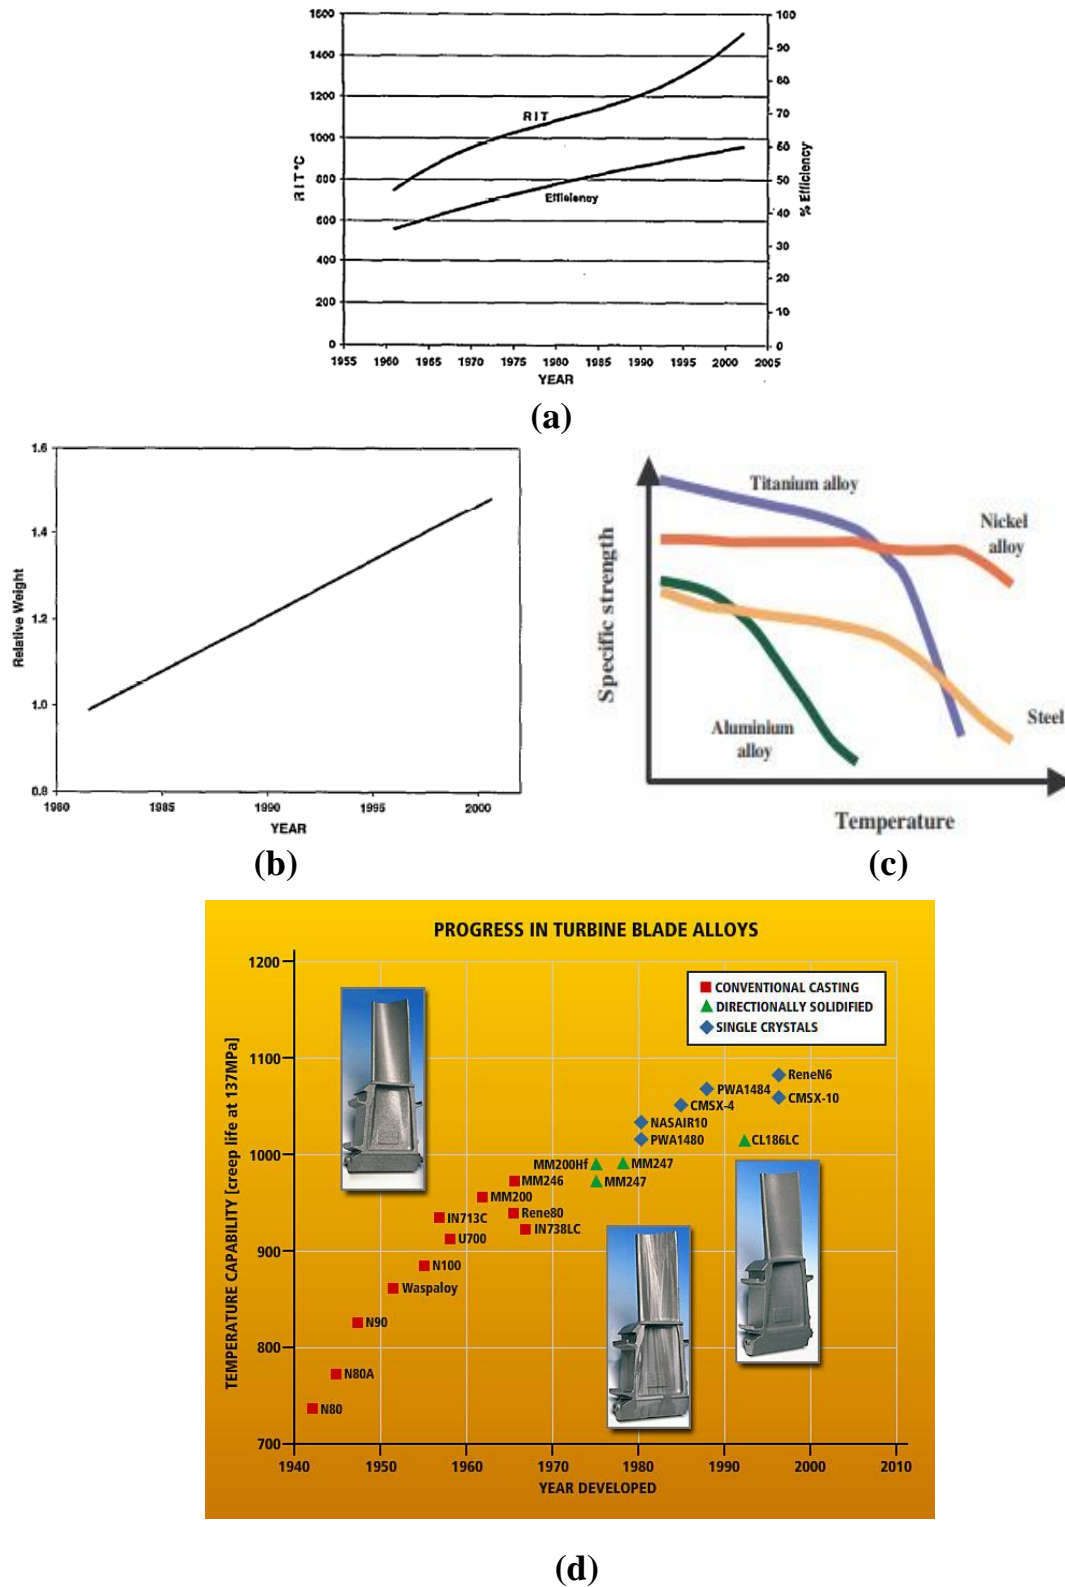 1600
1400
1200
1000
800
600
400
200
0
RIT°C
100
90
80
70
60
50
40
30
20
10
0
% Efficiency
RIT
Efficiency
1955 1960 1965 1970 1975 1980 1985 1990 1995 2000 2005
YEAR
(a)
1.6
1.4
1.2
1.0
0.8
Relative Weight
1980 1985 1990 1995 2000
YEAR
(b)
Specific strength
Titanium alloy
Nickel
alloy
Aluminium
alloy
Steel
Temperature
(c)
PROGRESS IN TURBINE BLADE ALLOYS
TEMPERATURE CAPABILITY [creep life at 137MPa]
1200
1100
1000
900
800
700
CONVENTIONAL CASTING
DIRECTIONALLY SOLIDIFIED
SINGLE CRYSTALS
ReneN6
PWA1484
CMSX-10
CMSX-4
NASAIR10
PWA1480
CL186LC
MM200Hf
MM247
MM246
MM247
MM200
Rene80
IN713C
IN738LC
U700
N100
Waspaloy
N90
N80A
N80
1940 1950 1960 1970 1980 1990 2000 2010
YEAR DEVELOPED
(d)